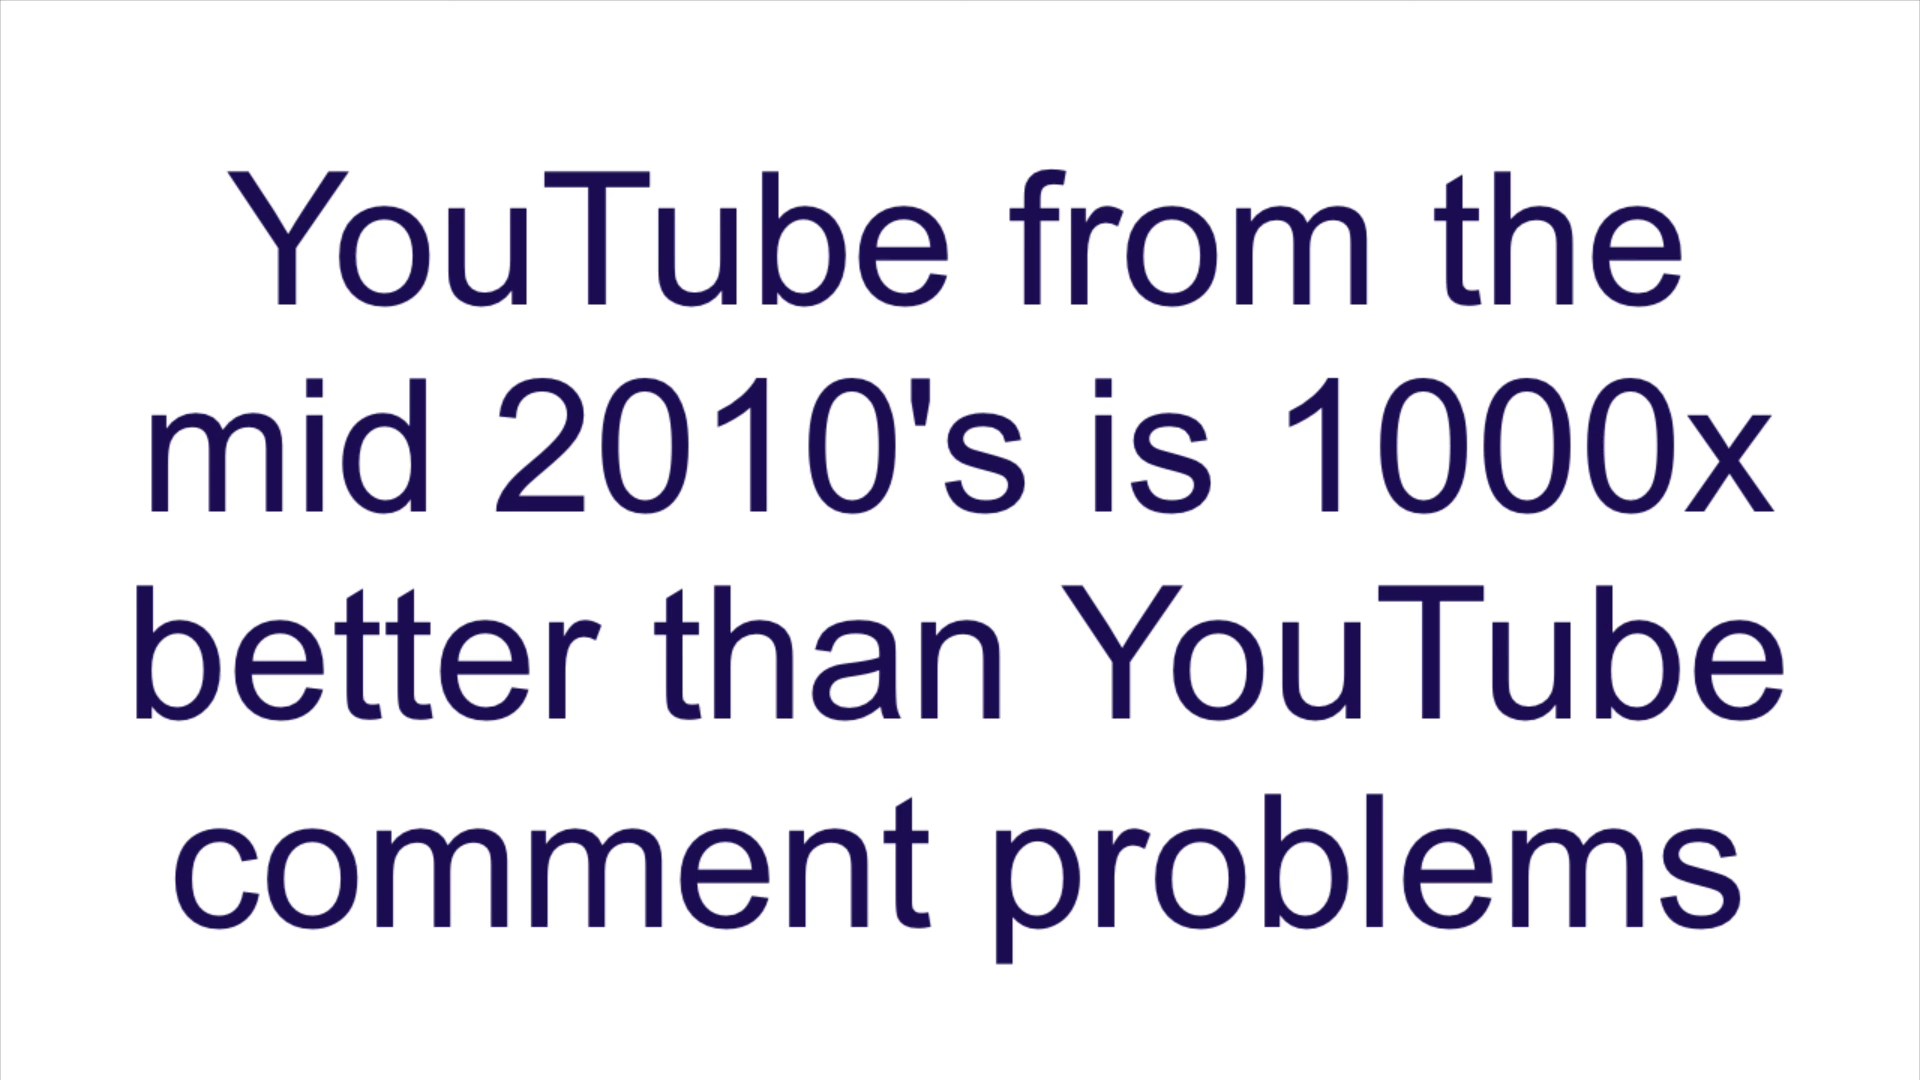 YouTube from the
mid 2010's is 1000x
better than YouTube
comment problems